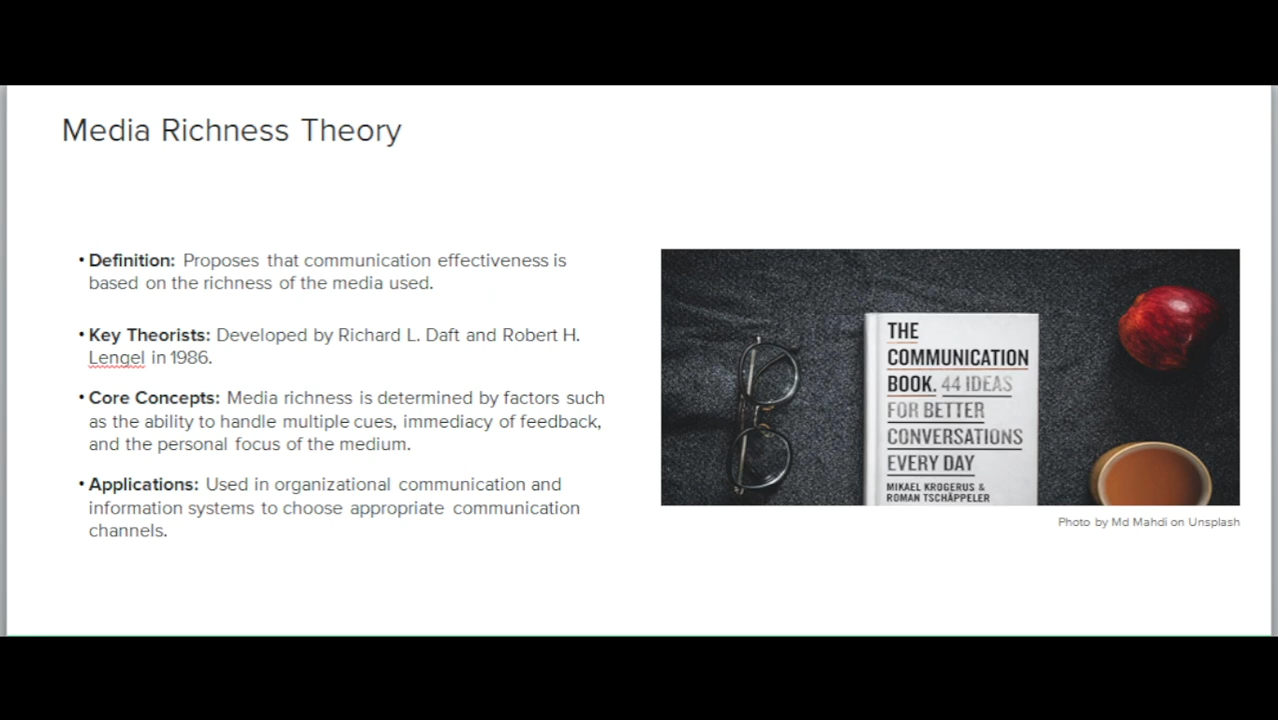 Media Richness Theory
• Definition: Proposes that communication effectiveness is
based on the richness of the media used.
• Key Theorists: Developed by Richard L. Daft and Robert H.
Lengel in 1986.
• Core Concepts: Media richness is determined by factors such
as the ability to handle multiple cues, immediacy of feedback,
and the personal focus of the medium.
• Applications: Used in organizational communication and
information systems to choose appropriate communication
channels.
THE
COMMUNICATION
BOOK. 44 IDEAS
FOR BETTER
CONVERSATIONS
EVERY DAY
MIKAEL KROGERUS &
ROMAN TSCHÄPPELER
Photo by Md Mahdi on Unsplash